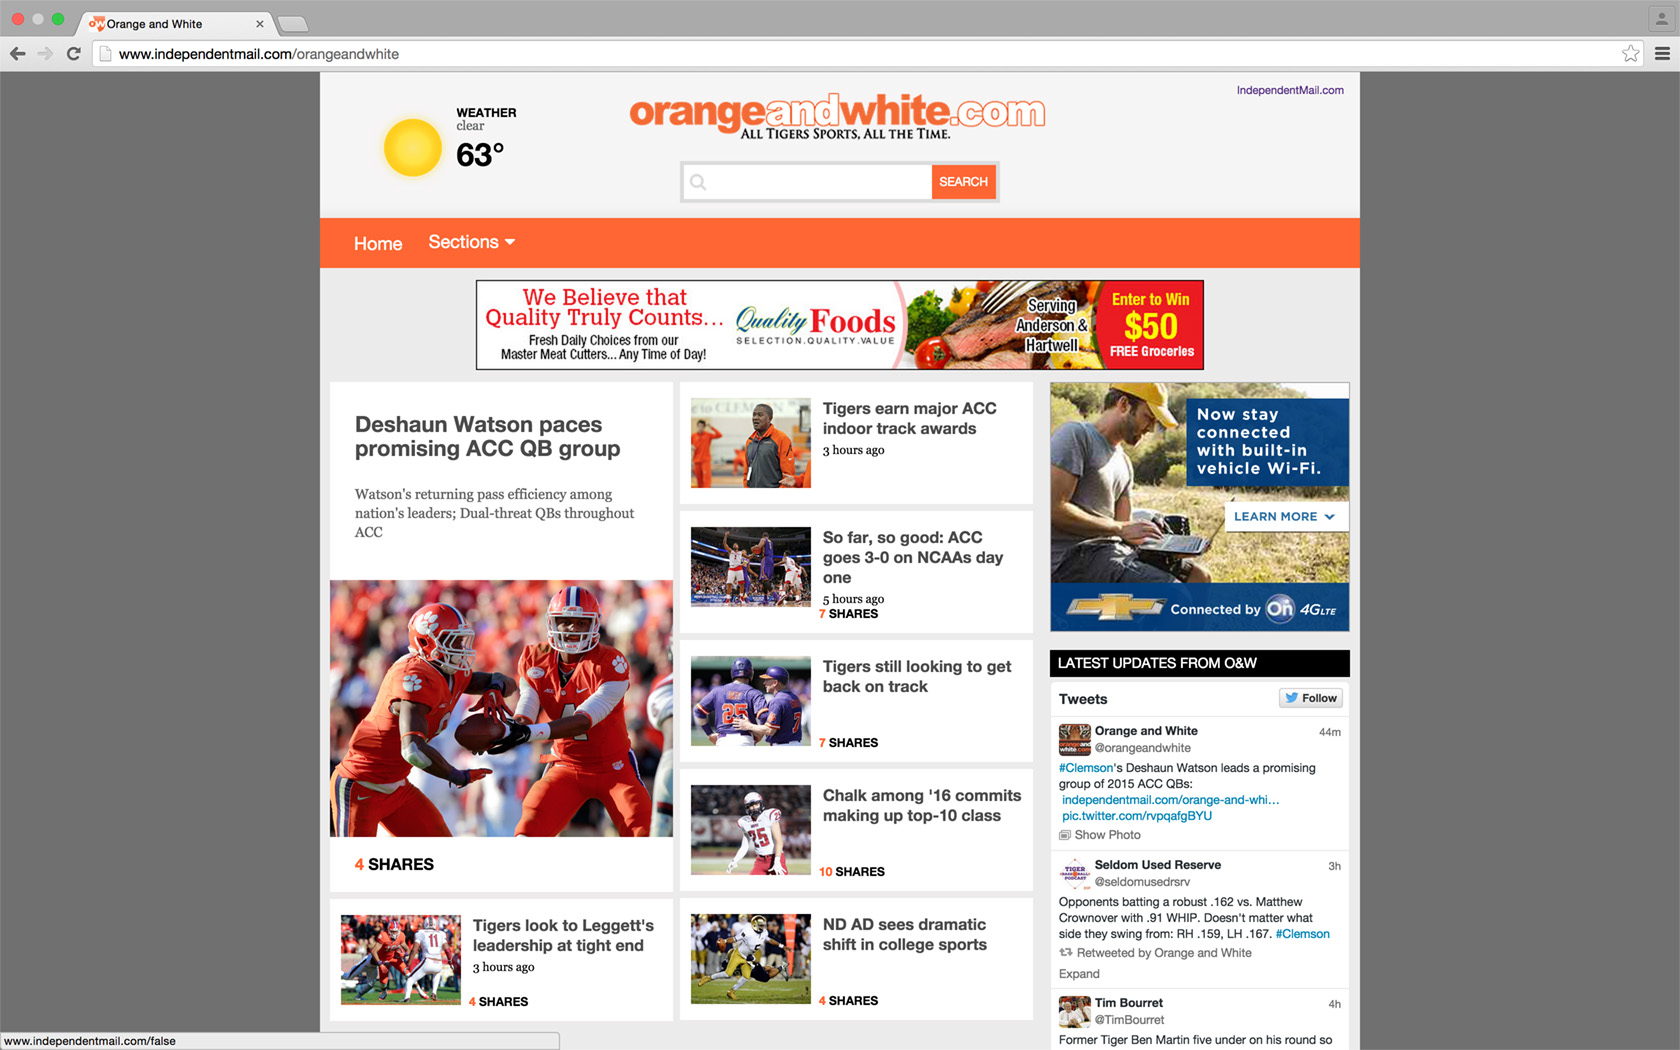 Orange and White
www.independentmail.com/orangeandwhite
IndependentMail.com
WEATHER
clear
63°
orangeandwhite.com
ALL TIGERS SPORTS, ALL THE TIME.
SEARCH
Home
Sections
We Believe that
Quality Truly Counts...
Fresh Daily Choices from our
Master Meat Cutters... Any Time of Day!
Quality Foods
SELECTION.QUALITY.VALUE
Serving
Anderson &
Hartwell
Enter to Win
$50
FREE Groceries
Deshaun Watson paces
promising ACC QB group
Watson's returning pass efficiency among
nation's leaders; Dual-threat QBs throughout
ACC
4 SHARES
Tigers look to Leggett's
leadership at tight end
3 hours ago
4 SHARES
Tigers earn major ACC
indoor track awards
3 hours ago
So far, so good: ACC
goes 3-0 on NCAAs day
one
5 hours ago
7 SHARES
Tigers still looking to get
back on track
7 SHARES
Chalk among '16 commits
making up top-10 class
10 SHARES
ND AD sees dramatic
shift in college sports
4 SHARES
Now stay
connected
with built-in
vehicle Wi-Fi.
LEARN MORE
Connected by On 4G LTE
LATEST UPDATES FROM O&W
Tweets
Follow
Orange and White
44m
@orangeandwhite
#Clemson's Deshaun Watson leads a promising
group of 2015 ACC QBs:
independentmail.com/orange-and-whi...
pic.twitter.com/rvpqafgBYU
Show Photo
Seldom Used Reserve
3h
@seldomusedrsrv
Opponents batting a robust .162 vs. Matthew
Crownover with .91 WHIP. Doesn't matter what
side they swing from: RH .159, LH .167. #Clemson
Retweeted by Orange and White
Expand
Tim Bourret
4h
@TimBourret
Former Tiger Ben Martin five under on his round so
www.independentmail.com/false